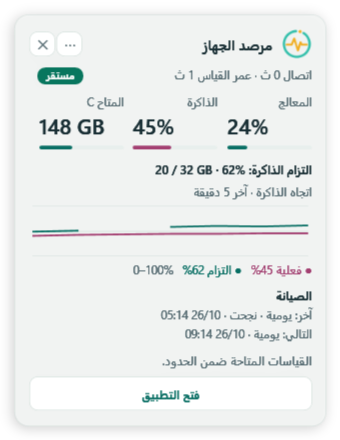 مرصد الجهاز
اتصال 0 ث · عمر القياس 1 ث
مستقر
المعالج
الذاكرة
المتاح C
24%
45%
148 GB
التزام الذاكرة: 62% · 20 / 32 GB
اتجاه الذاكرة · آخر 5 دقيقة
فعلية 45% التزام 62% 0–100%
الصيانة
آخر: يومية · نجحت · 26/10 05:14
التالي: يومية · 26/10 09:14
القياسات المتاحة ضمن الحدود.
فتح التطبيق